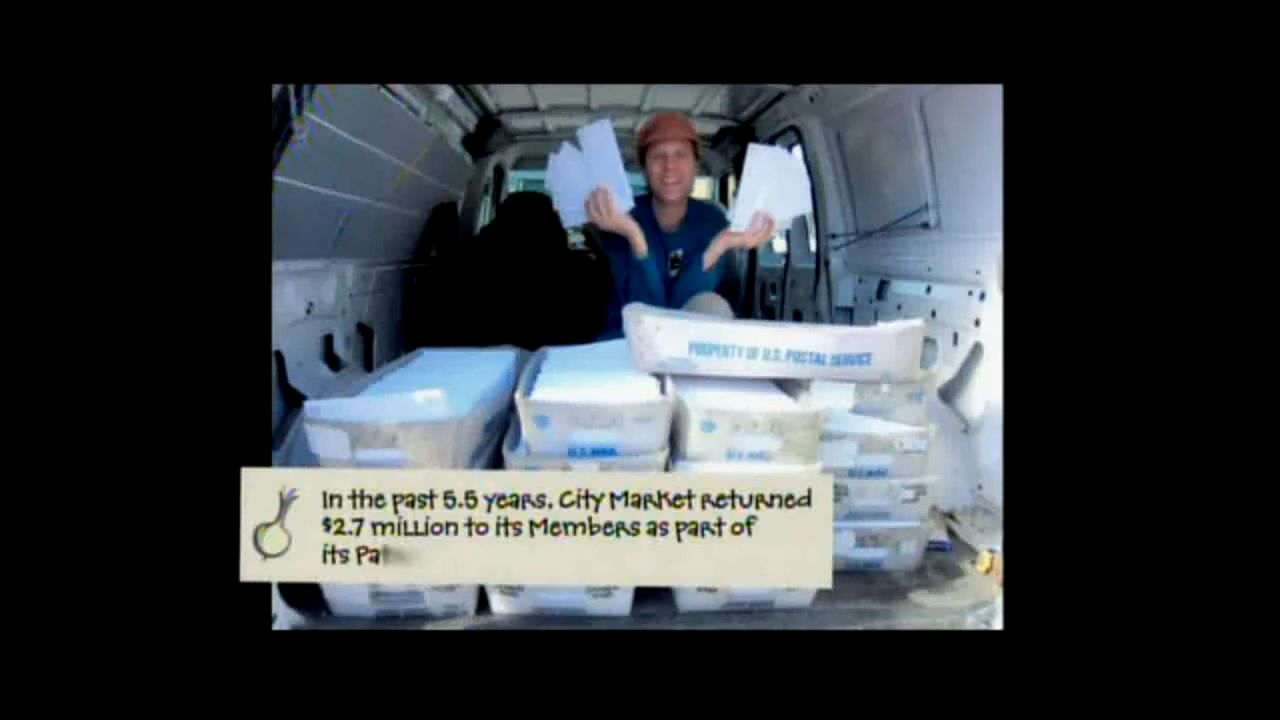 PROPERTY OF U.S. POSTAL SERVICE
U.S. MAIL
In the past 5.5 years, City Market returned
$2.7 million to its Members as part of
its Pa